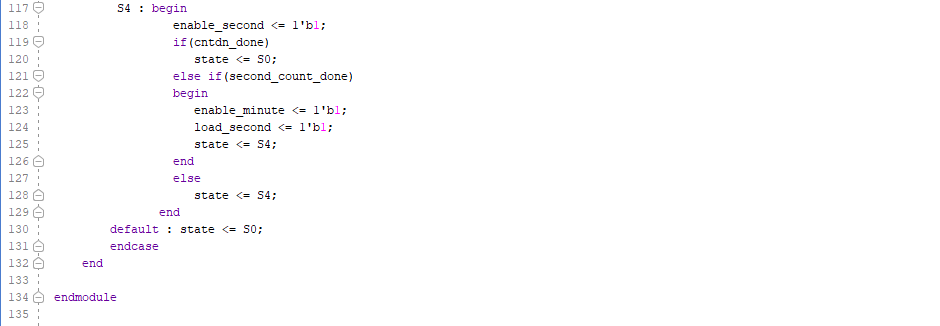 117 S4 : begin
118 enable_second <= 1'b1;
119 if(cntdn_done)
120 state <= S0;
121 else if(second_count_done)
122 begin
123 enable_minute <= 1'b1;
124 load_second <= 1'b1;
125 state <= S4;
126 end
127 else
128 state <= S4;
129 end
130 default : state <= S0;
131 endcase
132 end
133
134 endmodule
135